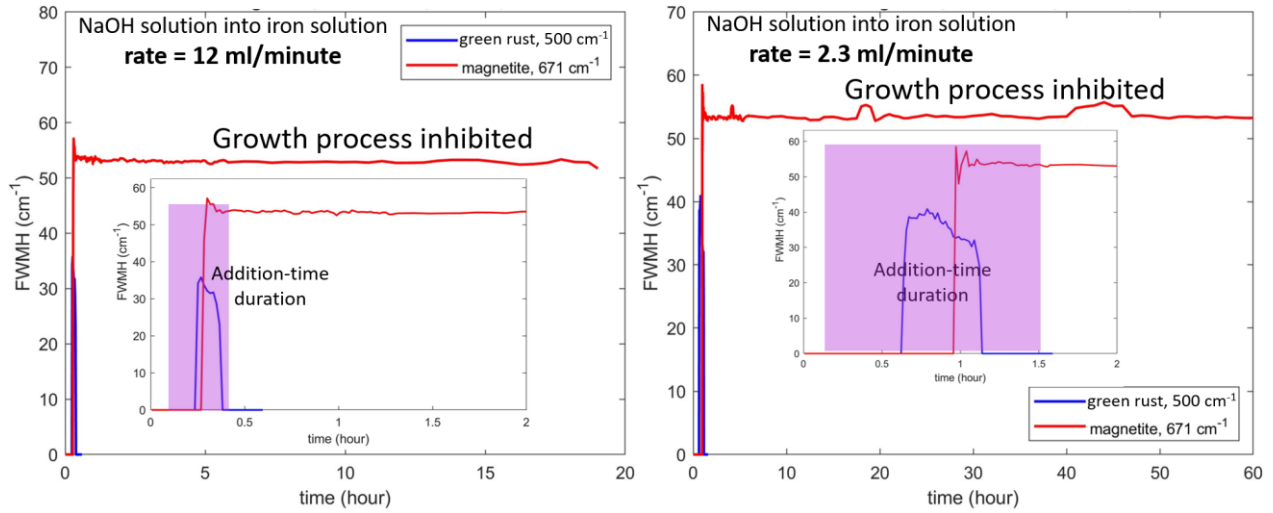 NaOH solution into iron solution
rate = 12 ml/minute
green rust, 500 cm-1
magnetite, 671 cm-1
Growth process inhibited
Addition-time
duration
FWMH (cm-1)
60
50
40
30
20
10
0
0
0.5
1
1.5
2
time (hour)
FWMH (cm-1)
80
70
60
50
40
30
20
10
0
0
5
10
15
20
time (hour)
NaOH solution into iron solution
rate = 2.3 ml/minute
Growth process inhibited
Addition-time
duration
FWMH (cm-1)
60
50
40
30
20
10
0
0
0.5
1
1.5
2
time (hour)
green rust, 500 cm-1
magnetite, 671 cm-1
FWMH (cm-1)
70
60
50
40
30
20
10
0
0
10
20
30
40
50
60
time (hour)